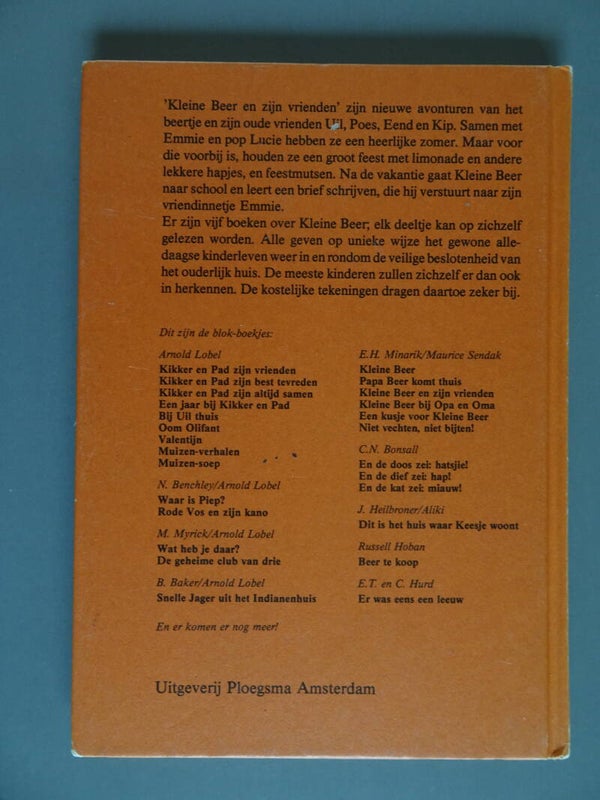 'Kleine Beer en zijn vrienden' zijn nieuwe avonturen van het
beertje en zijn oude vrienden Uil, Poes, Eend en Kip. Samen met
Emmie en pop Lucie hebben ze een heerlijke zomer. Maar voor
die voorbij is, houden ze een groot feest met limonade en andere
lekkere hapjes, en feestmutsen. Na de vakantie gaat Kleine Beer
naar school en leert een brief schrijven, die hij verstuurt naar zijn
vriendinnetje Emmie.
Er zijn vijf boeken over Kleine Beer; elk deeltje kan op zichzelf
gelezen worden. Alle geven op unieke wijze het gewone alle-
daagse kinderleven weer in en rondom de veilige beslotenheid van
het ouderlijk huis. De meeste kinderen zullen zichzelf er dan ook
in herkennen. De kostelijke tekeningen dragen daartoe zeker bij.
Dit zijn de blok-boekjes:
Arnold Lobel
Kikker en Pad zijn vrienden
Kikker en Pad zijn best tevreden
Kikker en Pad zijn altijd samen
Een jaar bij Kikker en Pad
Bij Uil thuis
Oom Olifant
Valentijn
Muizen-verhalen
Muizen-soep
N. Benchley/Arnold Lobel
Waar is Piep?
Rode Vos en zijn kano
M. Myrick/Arnold Lobel
Wat heb je daar?
De geheime club van drie
B. Baker/Arnold Lobel
Snelle Jager uit het Indianenhuis
En er komen er nog meer!
E.H. Minarik/Maurice Sendak
Kleine Beer
Papa Beer komt thuis
Kleine Beer en zijn vrienden
Kleine Beer bij Opa en Oma
Een kusje voor Kleine Beer
Niet vechten, niet bijten!
C.N. Bonsall
En de doos zei: hatsjie!
En de dief zei: hap!
En de kat zei: miauw!
J. Heilbroner/Aliki
Dit is het huis waar Keesje woont
Russell Hoban
Beer te koop
E.T. en C. Hurd
Er was eens een leeuw
Uitgeverij Ploegsma Amsterdam